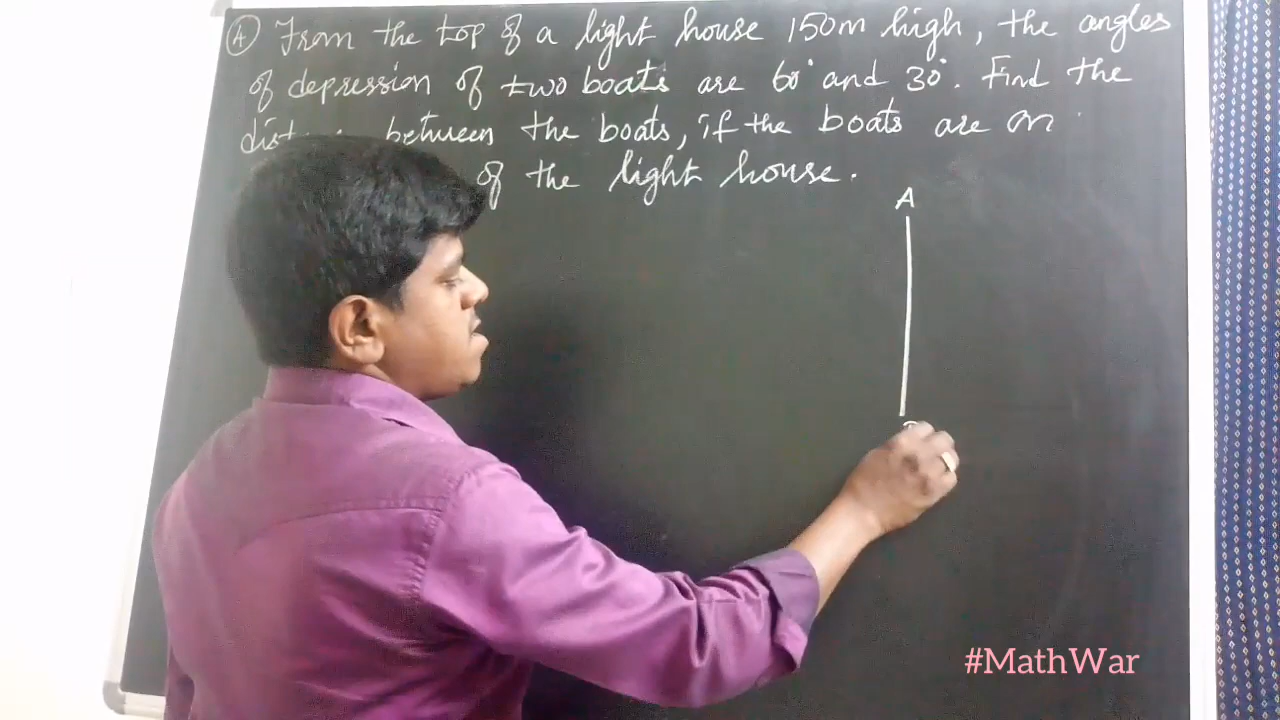 ④ From the top of a light house 150m high, the angles
of depression of two boats are 60° and 30°. Find the
between the boats, if the boats are on
of the light house.
A
#MathWar